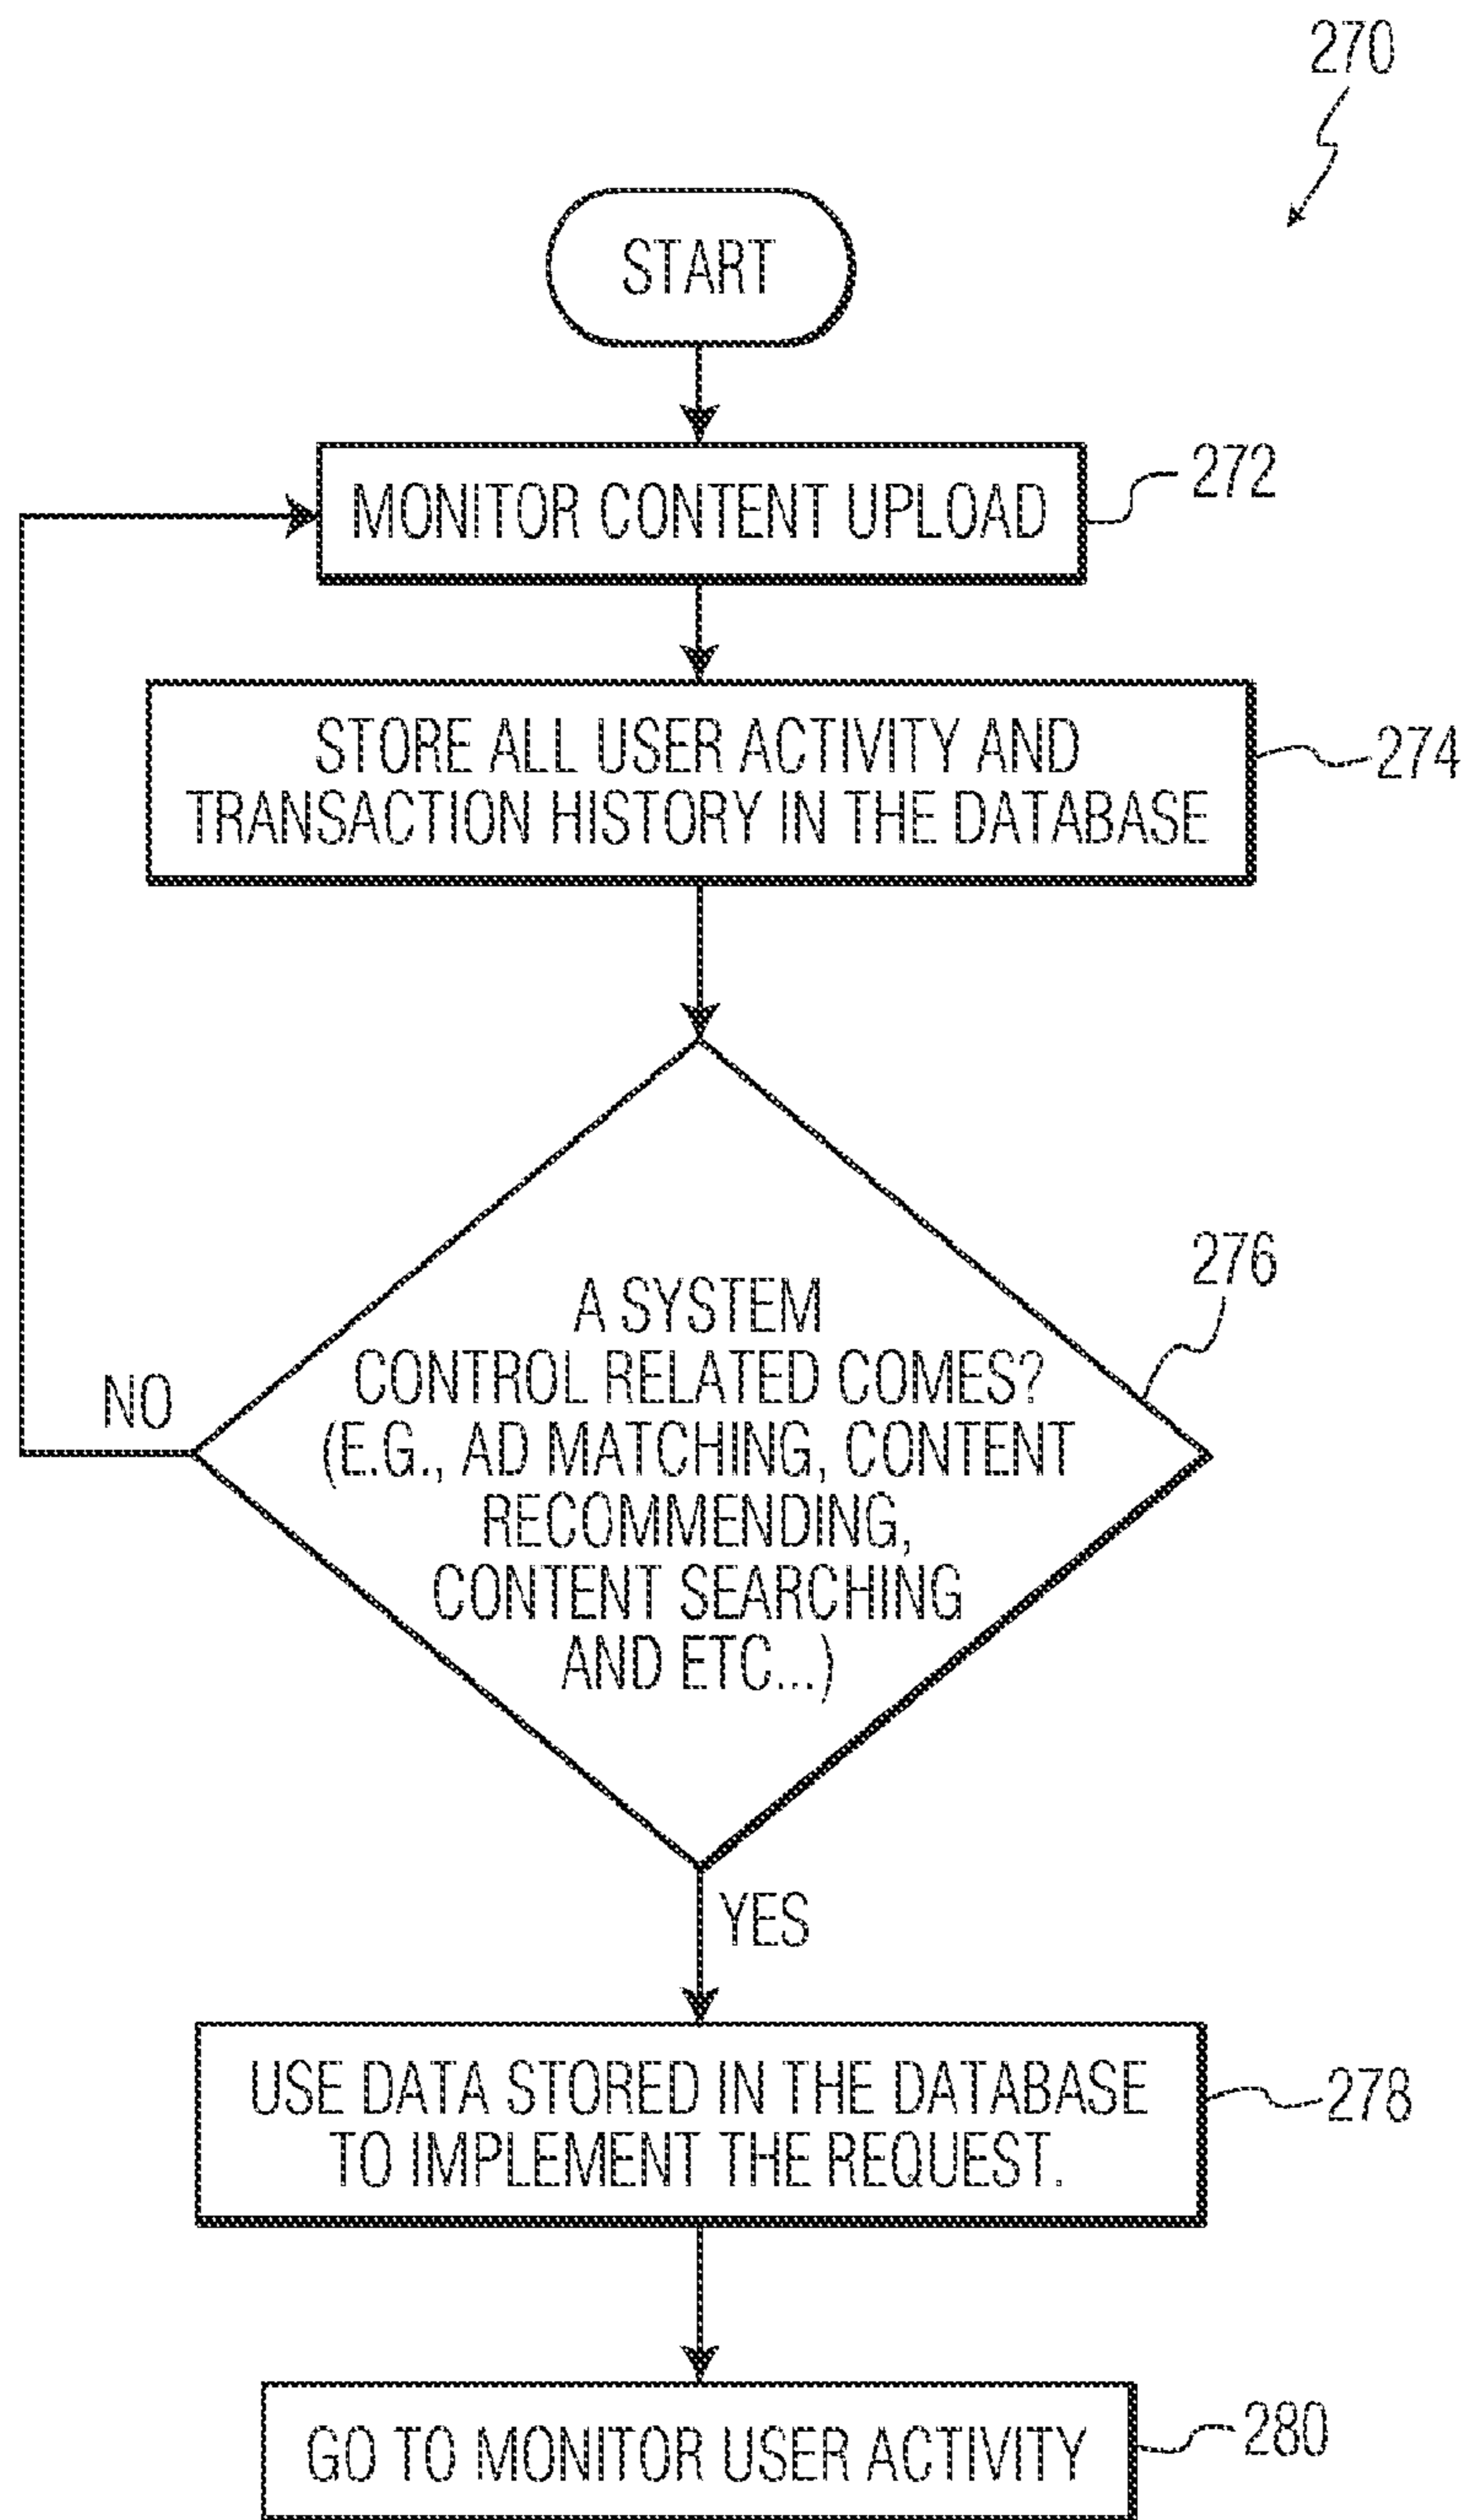 270
START
MONITOR CONTENT UPLOAD
272
STORE ALL USER ACTIVITY AND
TRANSACTION HISTORY IN THE DATABASE
274
A SYSTEM
CONTROL RELATED COMES?
(E.G., AD MATCHING, CONTENT
RECOMMENDING,
CONTENT SEARCHING
AND ETC...)
276
NO
YES
USE DATA STORED IN THE DATABASE
TO IMPLEMENT THE REQUEST.
278
GO TO MONITOR USER ACTIVITY
280